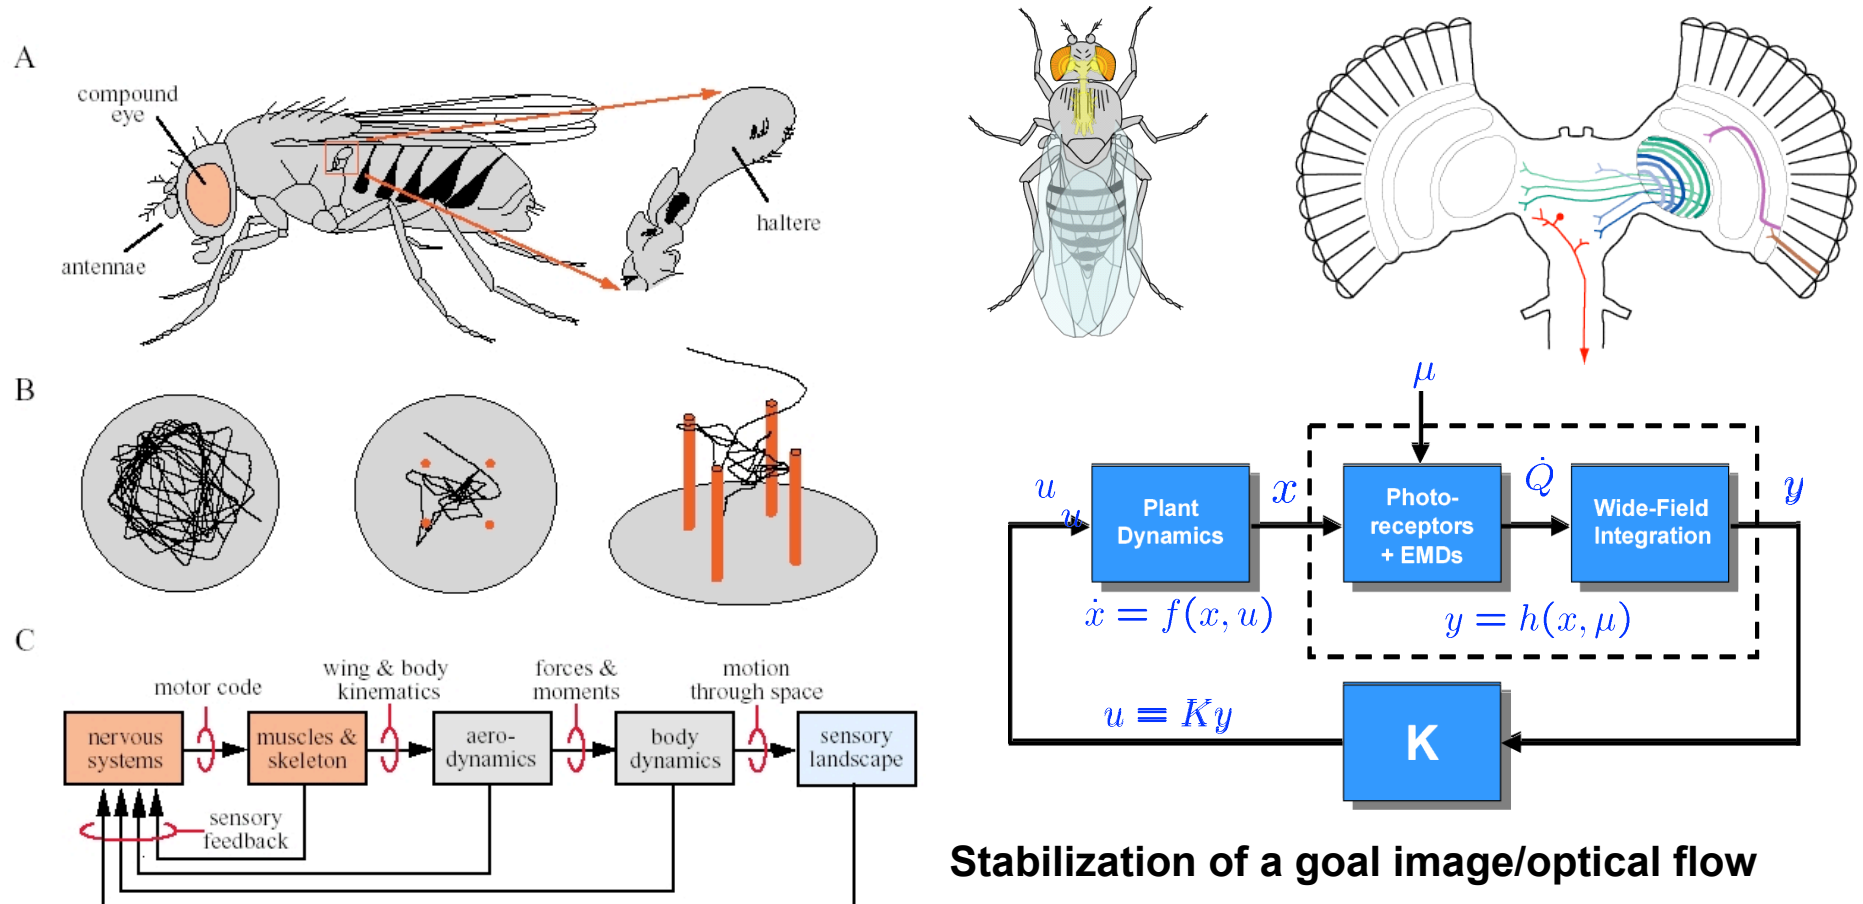 A
compound
eye
antennae
haltere
B
C
motor code
wing & body
kinematics
forces &
moments
motion
through space
nervous
systems
muscles &
skeleton
aero-
dynamics
body
dynamics
sensory
landscape
sensory
feedback
μ
u
u
Plant
Dynamics
x
Photo-
receptors
+ EMDs
Q̇
Wide-Field
Integration
y
ẋ = f(x, u)
y = h(x, μ)
u = Ky
K
Stabilization of a goal image/optical flow